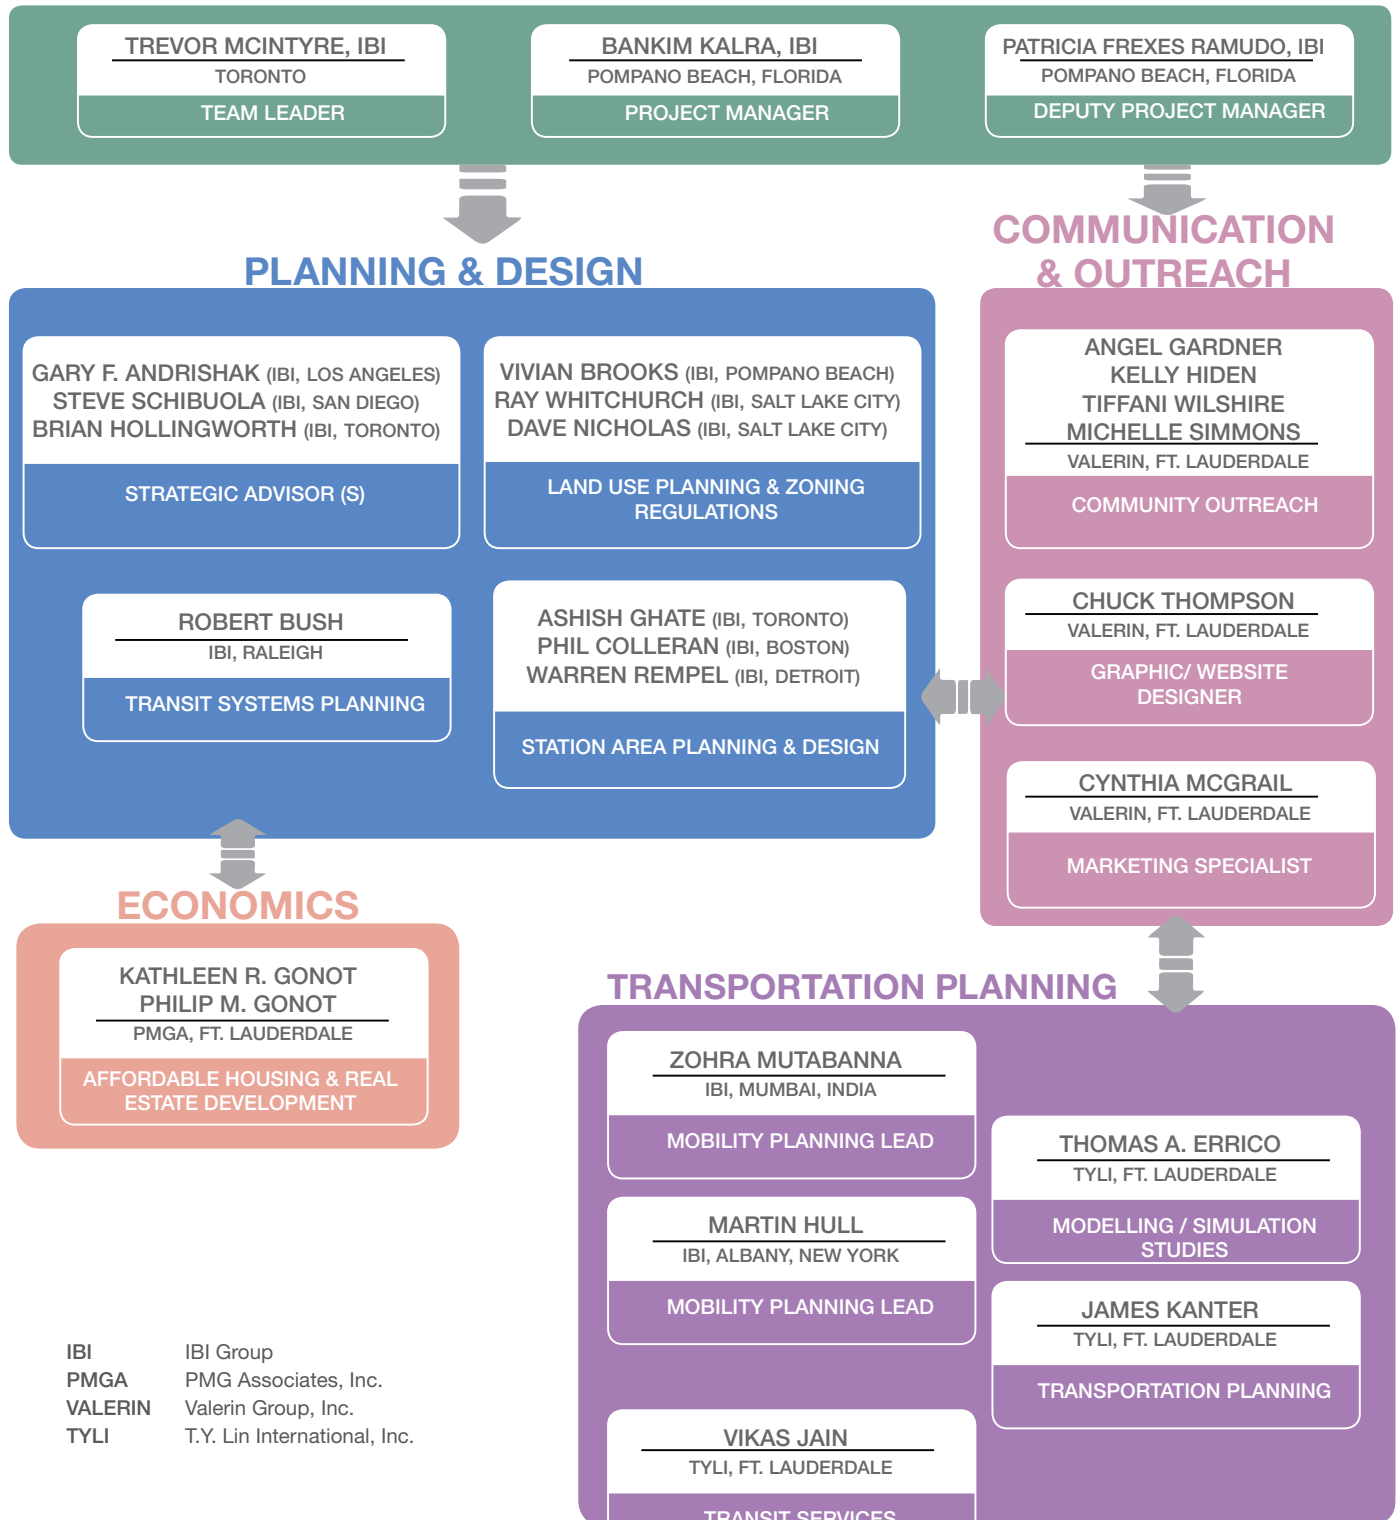 TREVOR MCINTYRE, IBI
TORONTO
TEAM LEADER
BANKIM KALRA, IBI
POMPANO BEACH, FLORIDA
PROJECT MANAGER
PATRICIA FREXES RAMUDO, IBI
POMPANO BEACH, FLORIDA
DEPUTY PROJECT MANAGER
PLANNING & DESIGN
GARY F. ANDRISHAK (IBI, LOS ANGELES)
STEVE SCHIBUOLA (IBI, SAN DIEGO)
BRIAN HOLLINGWORTH (IBI, TORONTO)
STRATEGIC ADVISOR (S)
VIVIAN BROOKS (IBI, POMPANO BEACH)
RAY WHITCHURCH (IBI, SALT LAKE CITY)
DAVE NICHOLAS (IBI, SALT LAKE CITY)
LAND USE PLANNING & ZONING
REGULATIONS
ROBERT BUSH
IBI, RALEIGH
TRANSIT SYSTEMS PLANNING
ASHISH GHATE (IBI, TORONTO)
PHIL COLLERAN (IBI, BOSTON)
WARREN REMPEL (IBI, DETROIT)
STATION AREA PLANNING & DESIGN
COMMUNICATION
& OUTREACH
ANGEL GARDNER
KELLY HIDEN
TIFFANI WILSHIRE
MICHELLE SIMMONS
VALERIN, FT. LAUDERDALE
COMMUNITY OUTREACH
CHUCK THOMPSON
VALERIN, FT. LAUDERDALE
GRAPHIC/ WEBSITE
DESIGNER
CYNTHIA MCGRAIL
VALERIN, FT. LAUDERDALE
MARKETING SPECIALIST
ECONOMICS
KATHLEEN R. GONOT
PHILIP M. GONOT
PMGA, FT. LAUDERDALE
AFFORDABLE HOUSING & REAL
ESTATE DEVELOPMENT
TRANSPORTATION PLANNING
ZOHRA MUTABANNA
IBI, MUMBAI, INDIA
MOBILITY PLANNING LEAD
MARTIN HULL
IBI, ALBANY, NEW YORK
MOBILITY PLANNING LEAD
VIKAS JAIN
TYLI, FT. LAUDERDALE
TRANSIT SERVICES
THOMAS A. ERRICO
TYLI, FT. LAUDERDALE
MODELLING / SIMULATION
STUDIES
JAMES KANTER
TYLI, FT. LAUDERDALE
TRANSPORTATION PLANNING
IBI IBI Group
PMGA PMG Associates, Inc.
VALERIN Valerin Group, Inc.
TYLI T.Y. Lin International, Inc.